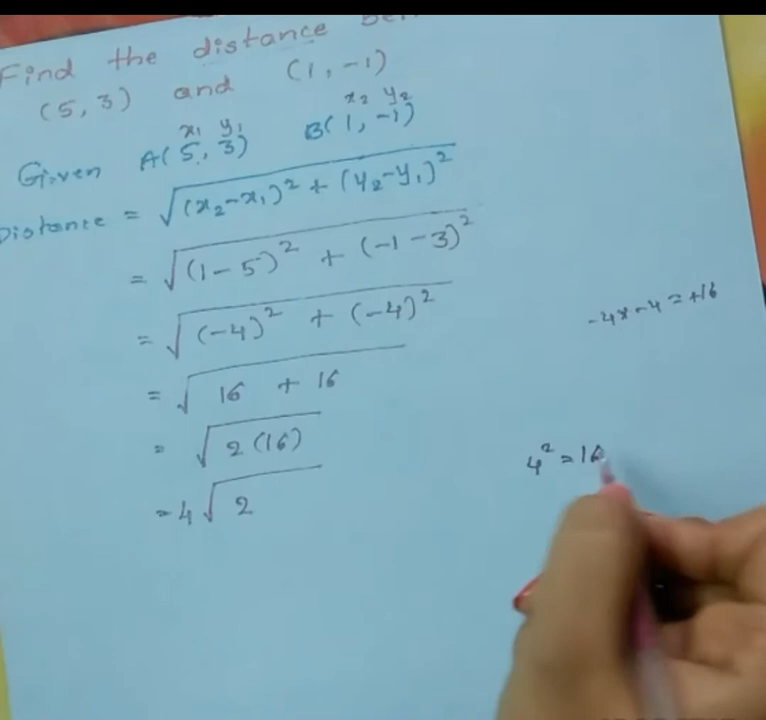 Find the distance
(5, 3) and (1, -1)
x₁ y₁ x₂ y₂
Given A(5, 3) B(1, -1)
Distance = √(x₂-x₁)² + (y₂-y₁)²
= √(1-5)² + (-1-3)²
= √(-4)² + (-4)²
-4x-4=+16
= √16 + 16
= √2(16)
4²=16
=4√2